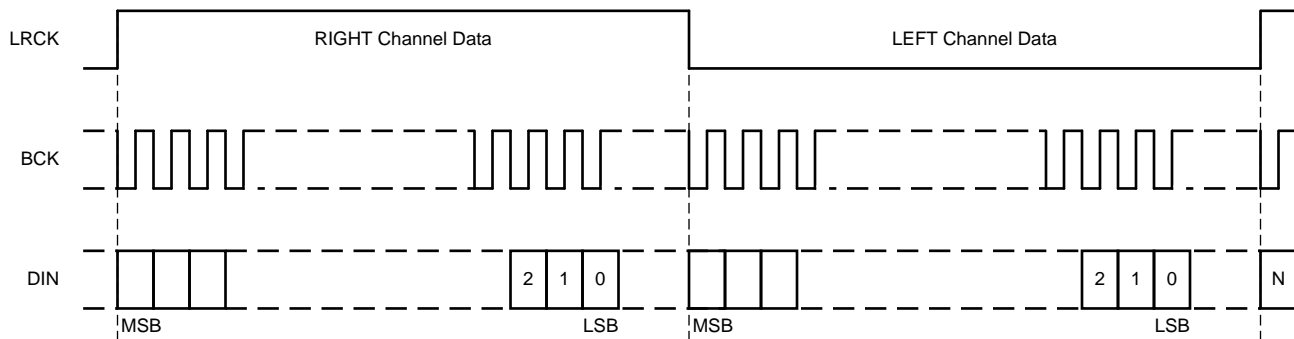 LRCK
RIGHT Channel Data
LEFT Channel Data
BCK
DIN
2 1 0
2 1 0
N
MSB
LSB
MSB
LSB